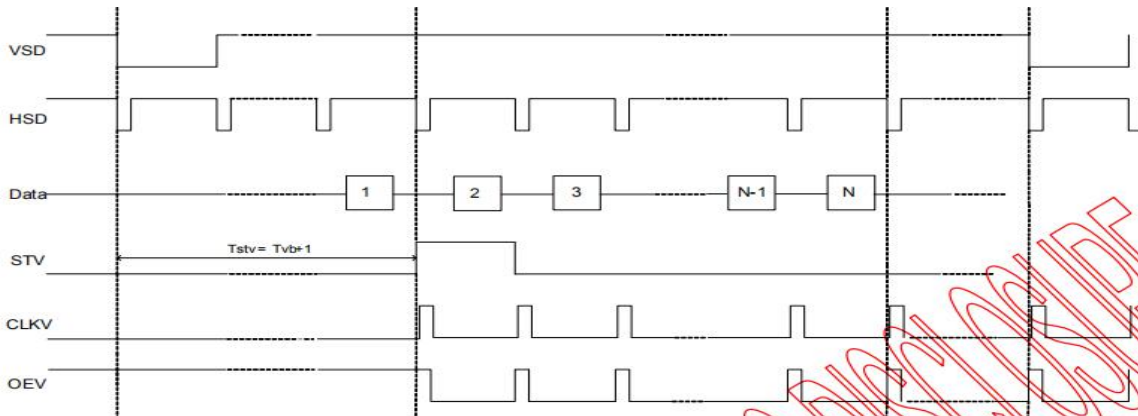 VSD
HSD
Data 1 2 3 N-1 N
Tstv= Tvb+1
STV
CLKV
OEV